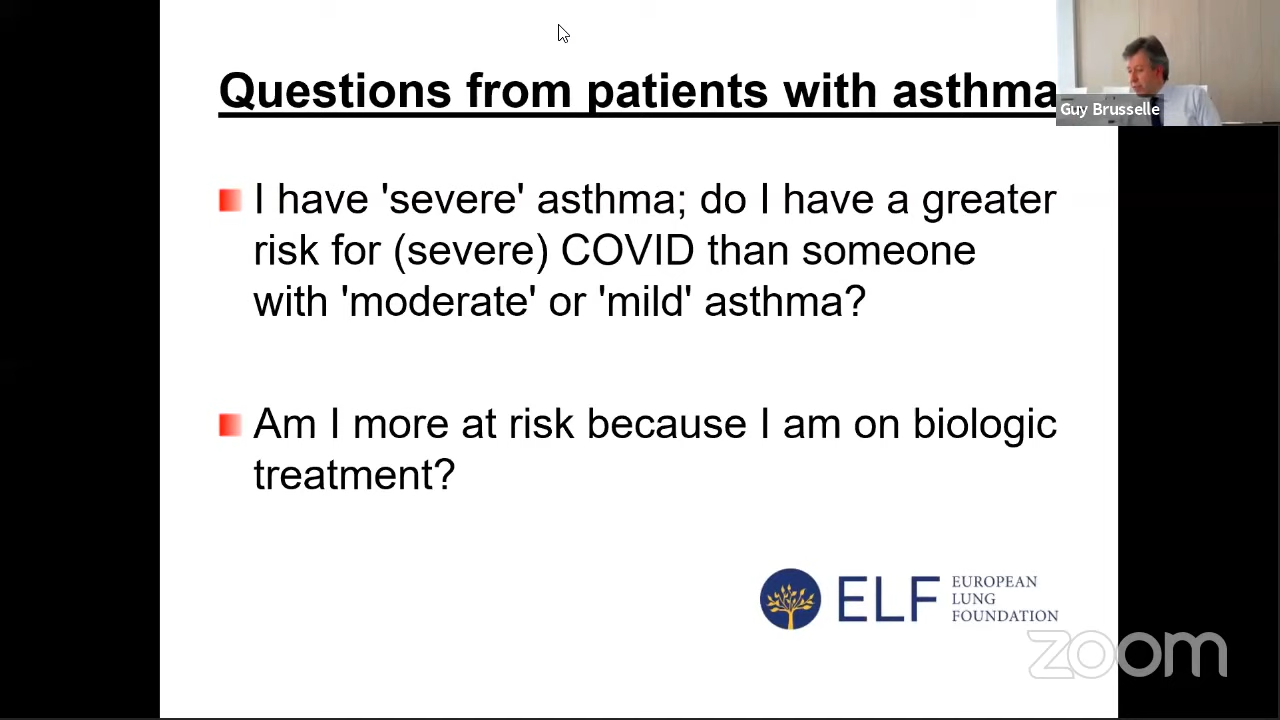 Questions from patients with asthma
Guy Brusselle
I have 'severe' asthma; do I have a greater
risk for (severe) COVID than someone
with 'moderate' or 'mild' asthma?
Am I more at risk because I am on biologic
treatment?
ELF
EUROPEAN
LUNG
FOUNDATION
zoom